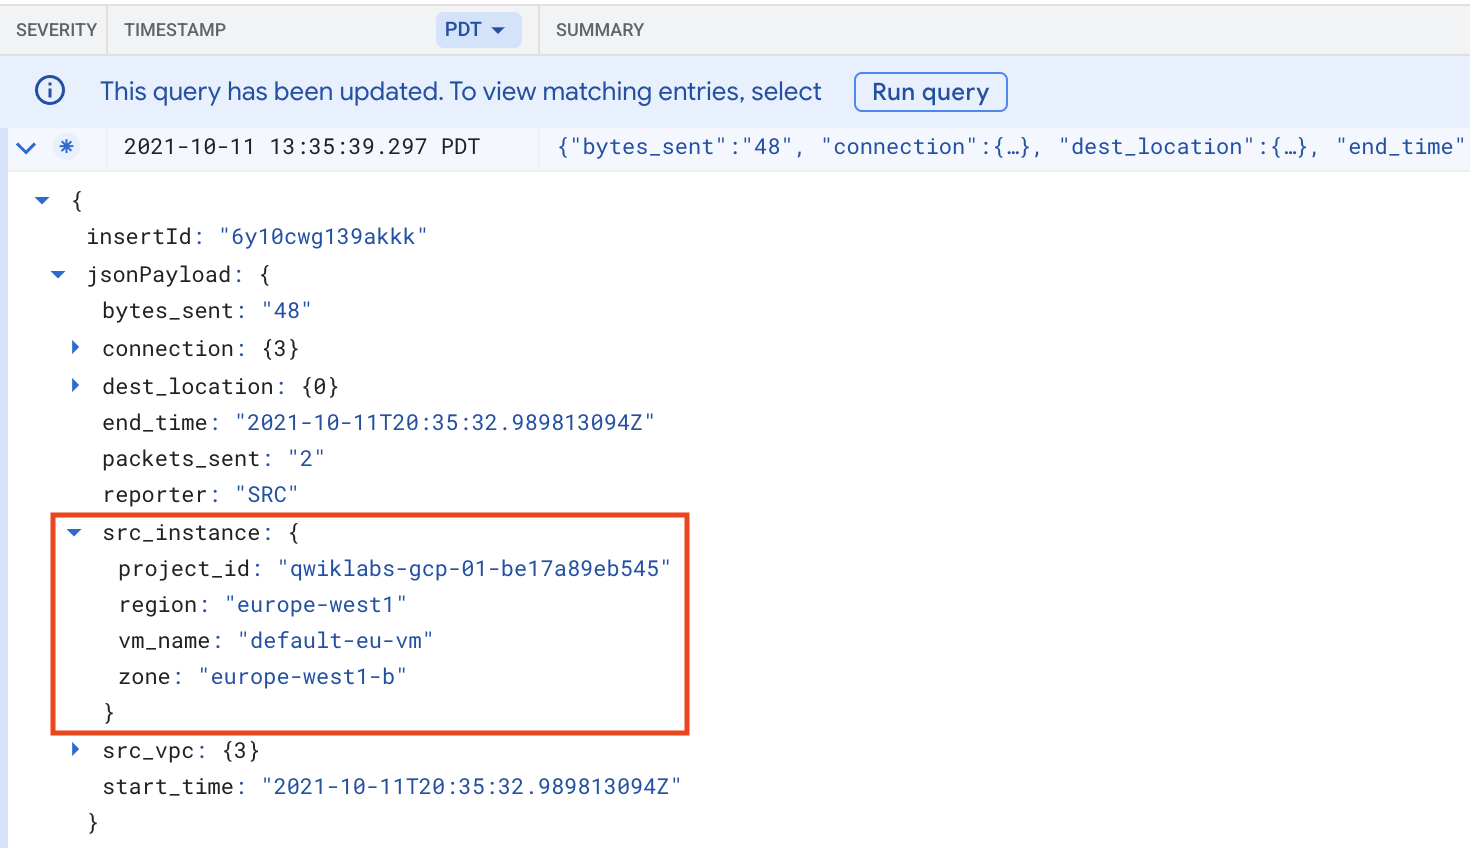 SEVERITY TIMESTAMP PDT SUMMARY
This query has been updated. To view matching entries, select Run query
2021-10-11 13:35:39.297 PDT {"bytes_sent":"48", "connection":{…}, "dest_location":{…}, "end_time"
{
insertId: "6y10cwg139akkk"
jsonPayload: {
bytes_sent: "48"
connection: {3}
dest_location: {0}
end_time: "2021-10-11T20:35:32.989813094Z"
packets_sent: "2"
reporter: "SRC"
src_instance: {
project_id: "qwiklabs-gcp-01-be17a89eb545"
region: "europe-west1"
vm_name: "default-eu-vm"
zone: "europe-west1-b"
}
src_vpc: {3}
start_time: "2021-10-11T20:35:32.989813094Z"
}